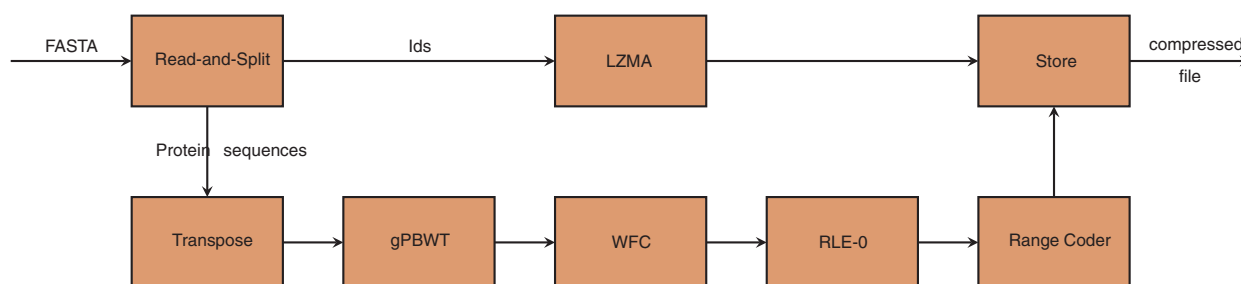 FASTA
Read-and-Split
Ids
LZMA
Store
compressed
file
Protein sequences
Transpose
gPBWT
WFC
RLE-0
Range Coder